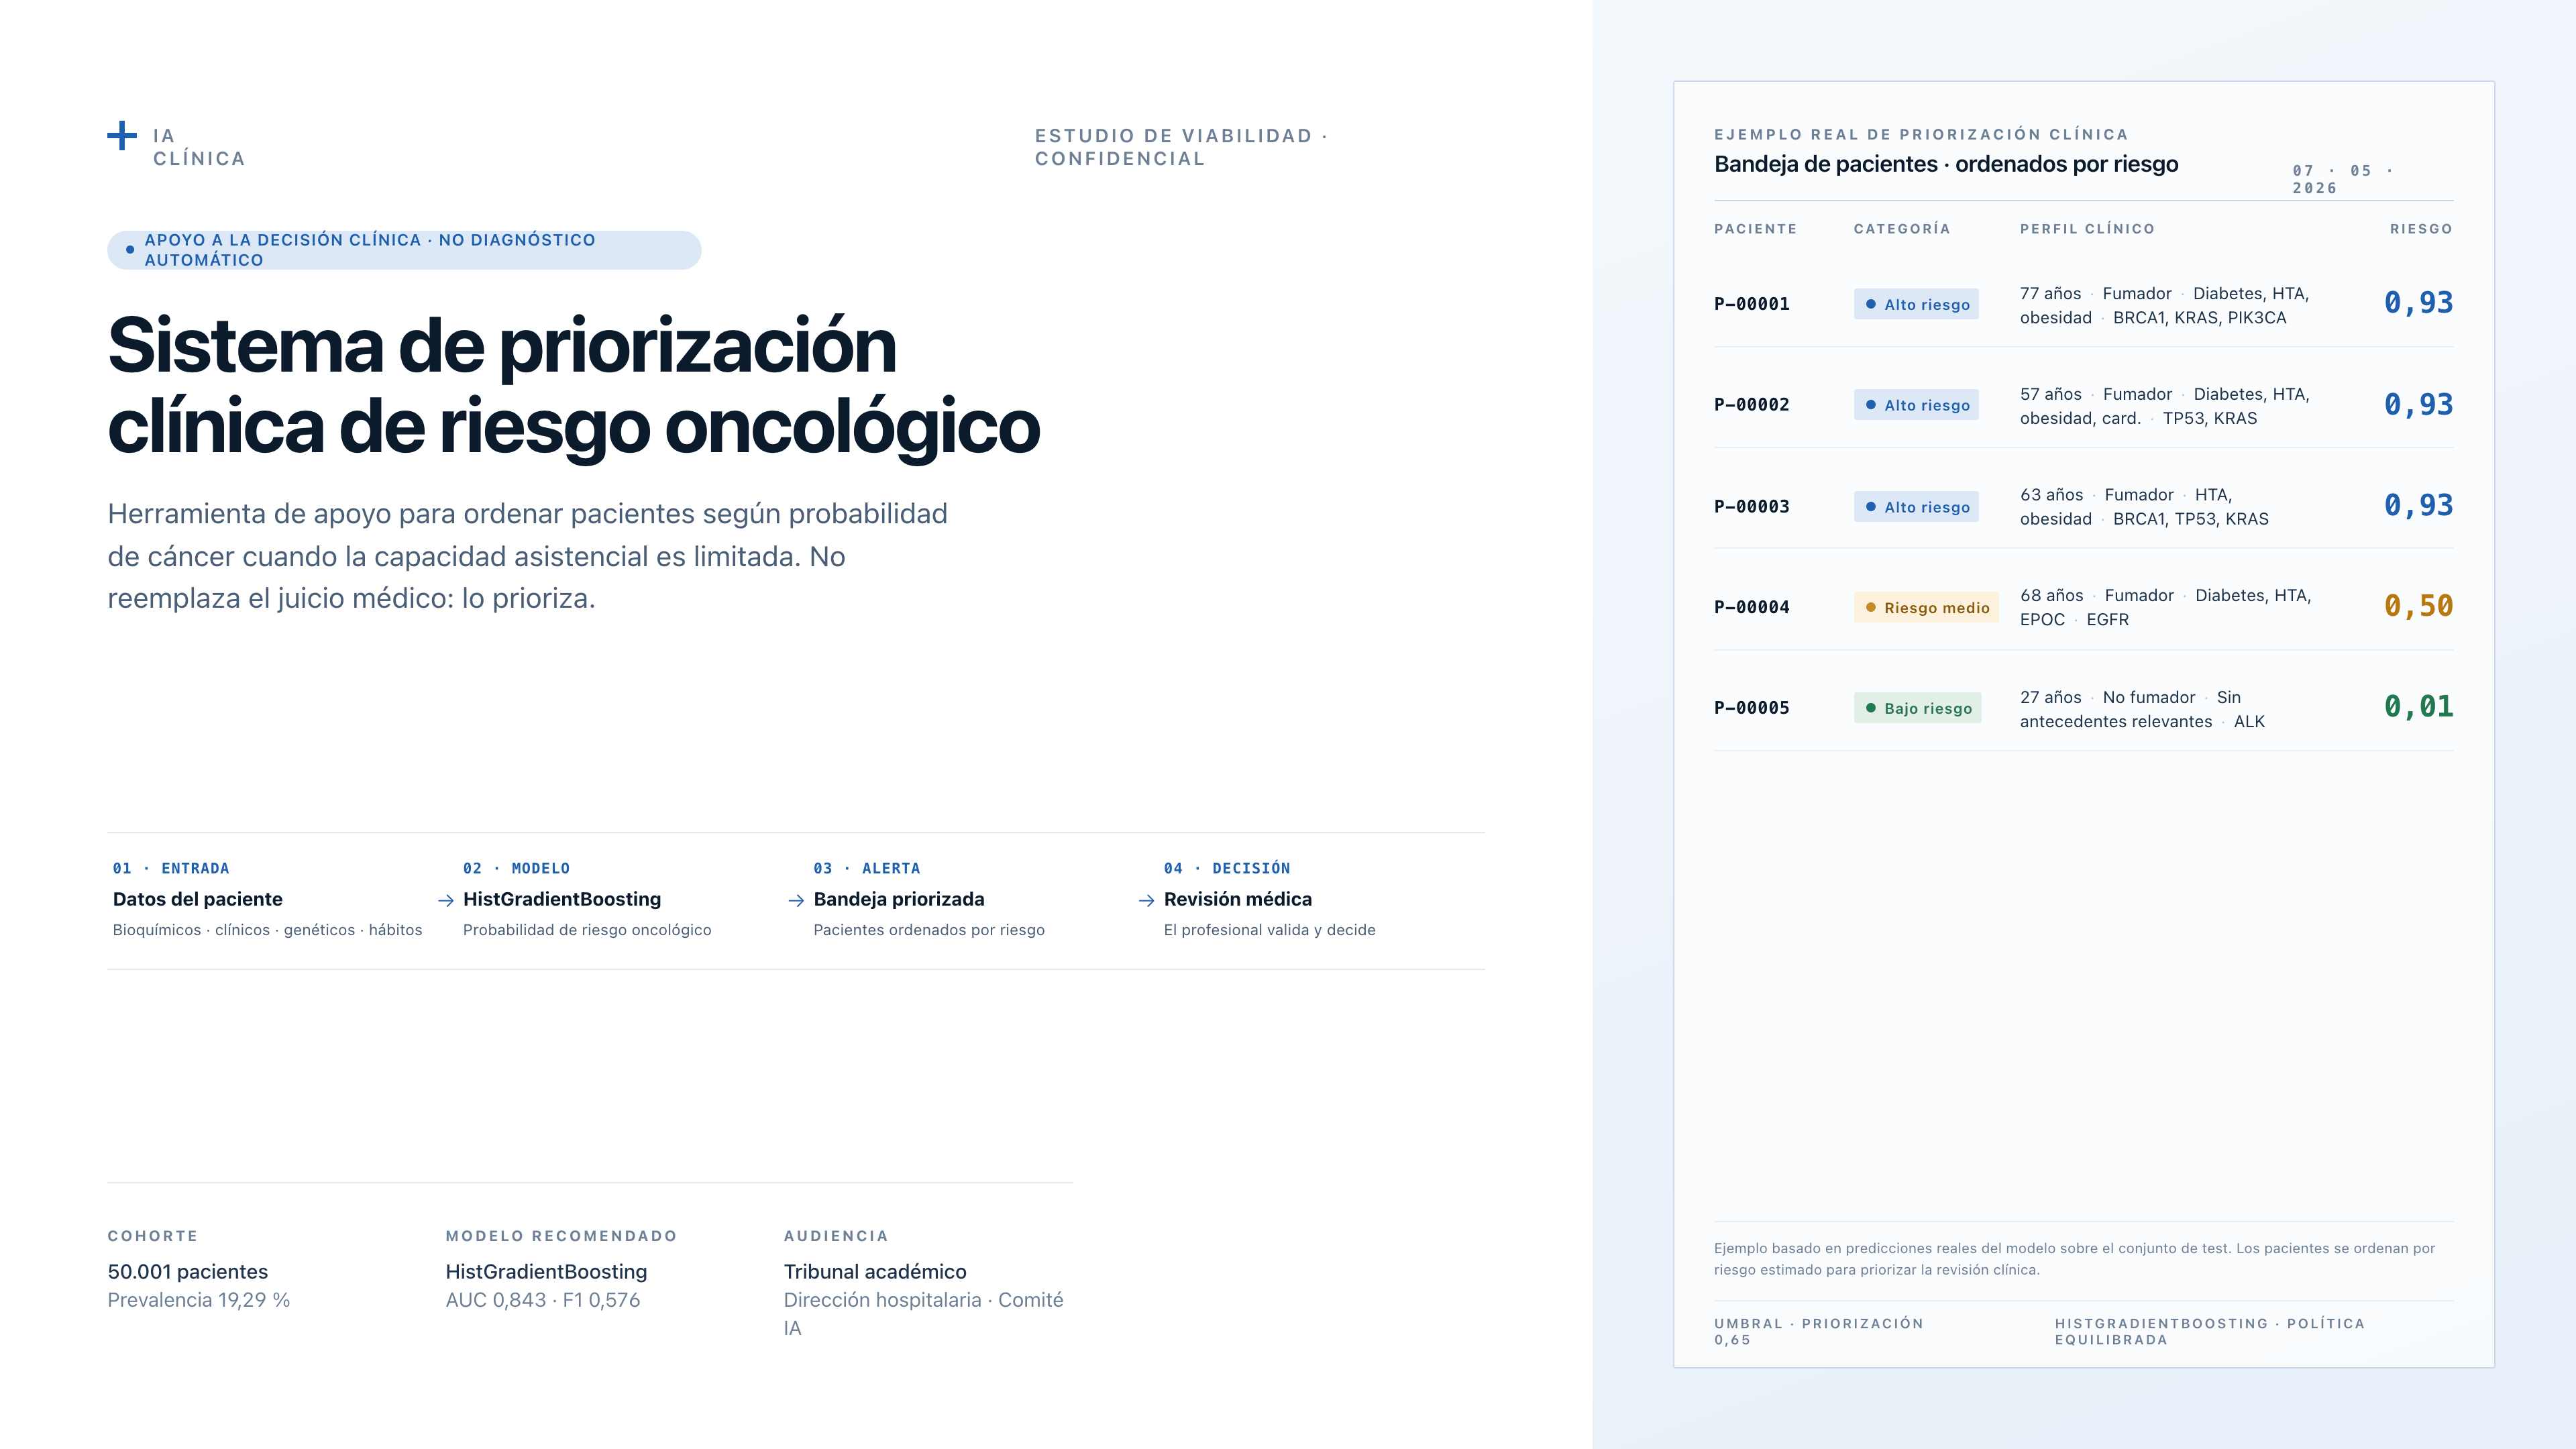 IA
CLÍNICA
ESTUDIO DE VIABILIDAD ·
CONFIDENCIAL
APOYO A LA DECISIÓN CLÍNICA · NO DIAGNÓSTICO
AUTOMÁTICO
Sistema de priorización
clínica de riesgo oncológico
Herramienta de apoyo para ordenar pacientes según probabilidad
de cáncer cuando la capacidad asistencial es limitada. No
reemplaza el juicio médico: lo prioriza.
01 · ENTRADA
Datos del paciente
Bioquímicos · clínicos · genéticos · hábitos
→
02 · MODELO
HistGradientBoosting
Probabilidad de riesgo oncológico
→
03 · ALERTA
Bandeja priorizada
Pacientes ordenados por riesgo
→
04 · DECISIÓN
Revisión médica
El profesional valida y decide
COHORTE
50.001 pacientes
Prevalencia 19,29 %
MODELO RECOMENDADO
HistGradientBoosting
AUC 0,843 · F1 0,576
AUDIENCIA
Tribunal académico
Dirección hospitalaria · Comité
IA
EJEMPLO REAL DE PRIORIZACIÓN CLÍNICA
Bandeja de pacientes · ordenados por riesgo
07 · 05 ·
2026
PACIENTE CATEGORÍA PERFIL CLÍNICO RIESGO
P-00001 Alto riesgo 77 años · Fumador · Diabetes, HTA, 0,93
obesidad · BRCA1, KRAS, PIK3CA
P-00002 Alto riesgo 57 años · Fumador · Diabetes, HTA, 0,93
obesidad, card. · TP53, KRAS
P-00003 Alto riesgo 63 años · Fumador · HTA, 0,93
obesidad · BRCA1, TP53, KRAS
P-00004 Riesgo medio 68 años · Fumador · Diabetes, HTA, 0,50
EPOC · EGFR
P-00005 Bajo riesgo 27 años · No fumador · Sin 0,01
antecedentes relevantes · ALK
Ejemplo basado en predicciones reales del modelo sobre el conjunto de test. Los pacientes se ordenan por
riesgo estimado para priorizar la revisión clínica.
UMBRAL · PRIORIZACIÓN
0,65
HISTGRADIENTBOOSTING · POLÍTICA
EQUILIBRADA